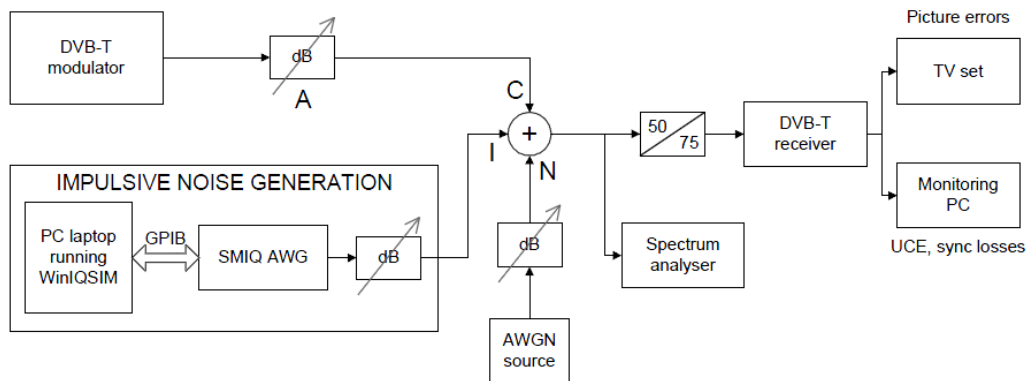 Picture errors
DVB-T
modulator
dB
A
C
TV set
50
75
DVB-T
receiver
+
I
N
IMPULSIVE NOISE GENERATION
PC laptop
running
WinIQSIM
GPIB
SMIQ AWG
dB
dB
Spectrum
analyser
Monitoring
PC
UCE, sync losses
AWGN
source